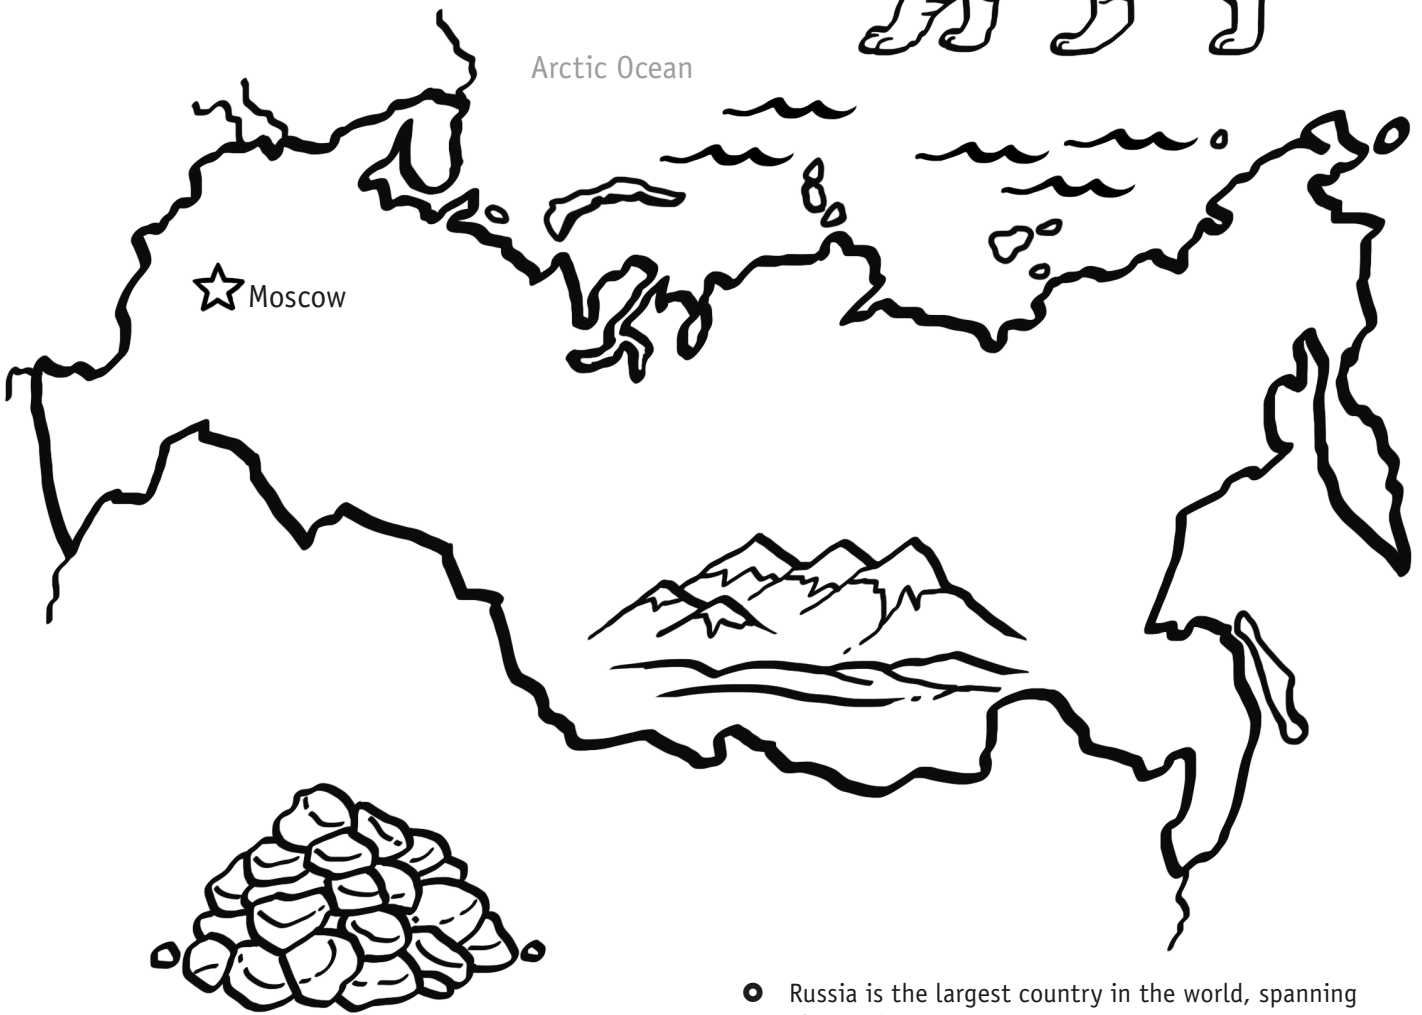 Arctic Ocean
Moscow
Russia is the largest country in the world, spanning